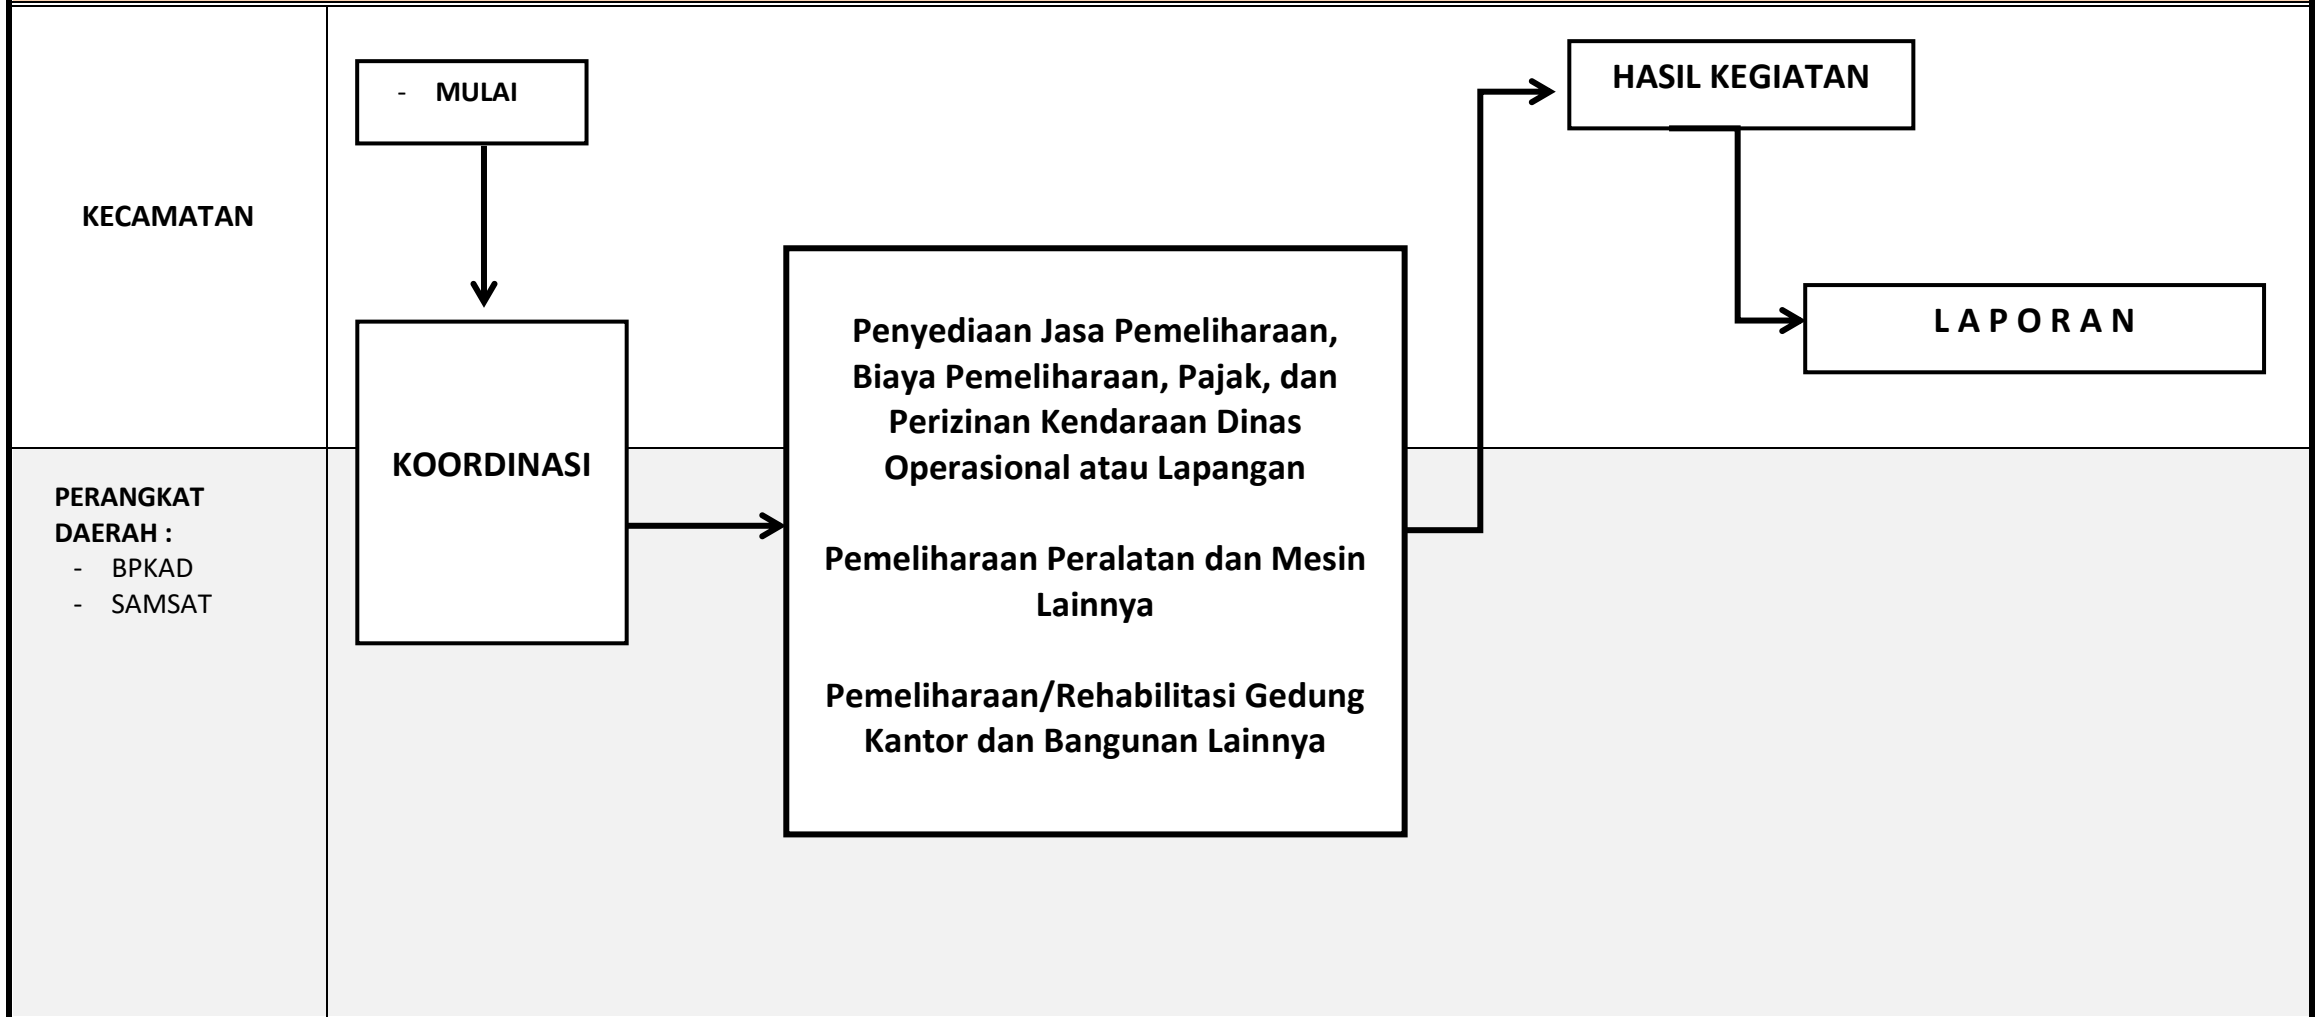 - MULAI
HASIL KEGIATAN
KECAMATAN
L A P O R A N
KOORDINASI
Penyediaan Jasa Pemeliharaan,
Biaya Pemeliharaan, Pajak, dan
Perizinan Kendaraan Dinas
Operasional atau Lapangan
Pemeliharaan Peralatan dan Mesin
Lainnya
Pemeliharaan/Rehabilitasi Gedung
Kantor dan Bangunan Lainnya
PERANGKAT
DAERAH :
- BPKAD
- SAMSAT